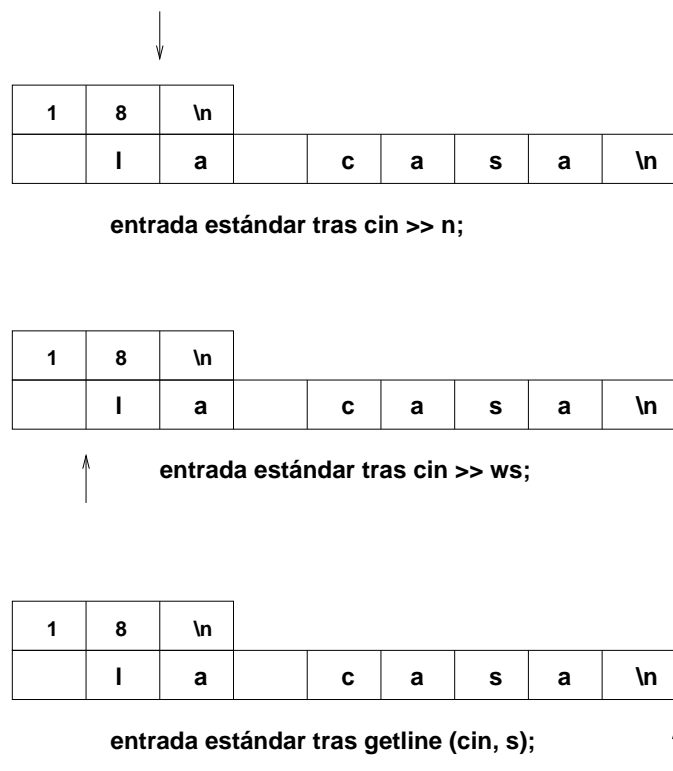 1 8 \n
l a c a s a \n
entrada estándar tras cin >> n;
1 8 \n
l a c a s a \n
entrada estándar tras cin >> ws;
1 8 \n
l a c a s a \n
entrada estándar tras getline (cin, s);